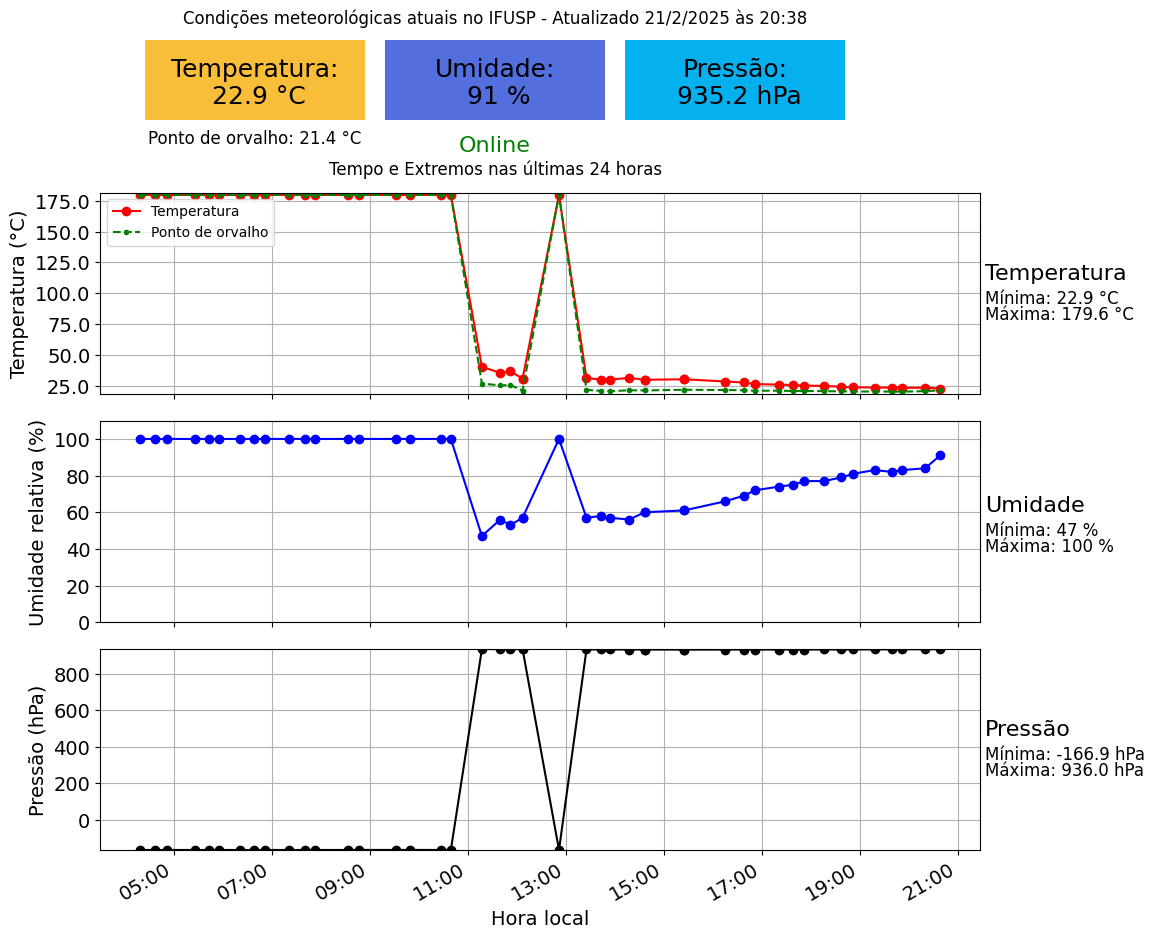 Condições meteorológicas atuais no IFUSP - Atualizado 21/2/2025 às 20:38
Temperatura:
22.9 °C
Umidade:
91 %
Pressão:
935.2 hPa
Ponto de orvalho: 21.4 °C
Online
Tempo e Extremos nas últimas 24 horas
Temperatura (°C)
175.0
150.0
125.0
100.0
75.0
50.0
25.0
Temperatura
Ponto de orvalho
Temperatura
Mínima: 22.9 °C
Máxima: 179.6 °C
Umidade relativa (%)
100
80
60
40
20
0
Umidade
Mínima: 47 %
Máxima: 100 %
Pressão (hPa)
800
600
400
200
0
Pressão
Mínima: -166.9 hPa
Máxima: 936.0 hPa
05:00
07:00
09:00
11:00
13:00
15:00
17:00
19:00
21:00
Hora local